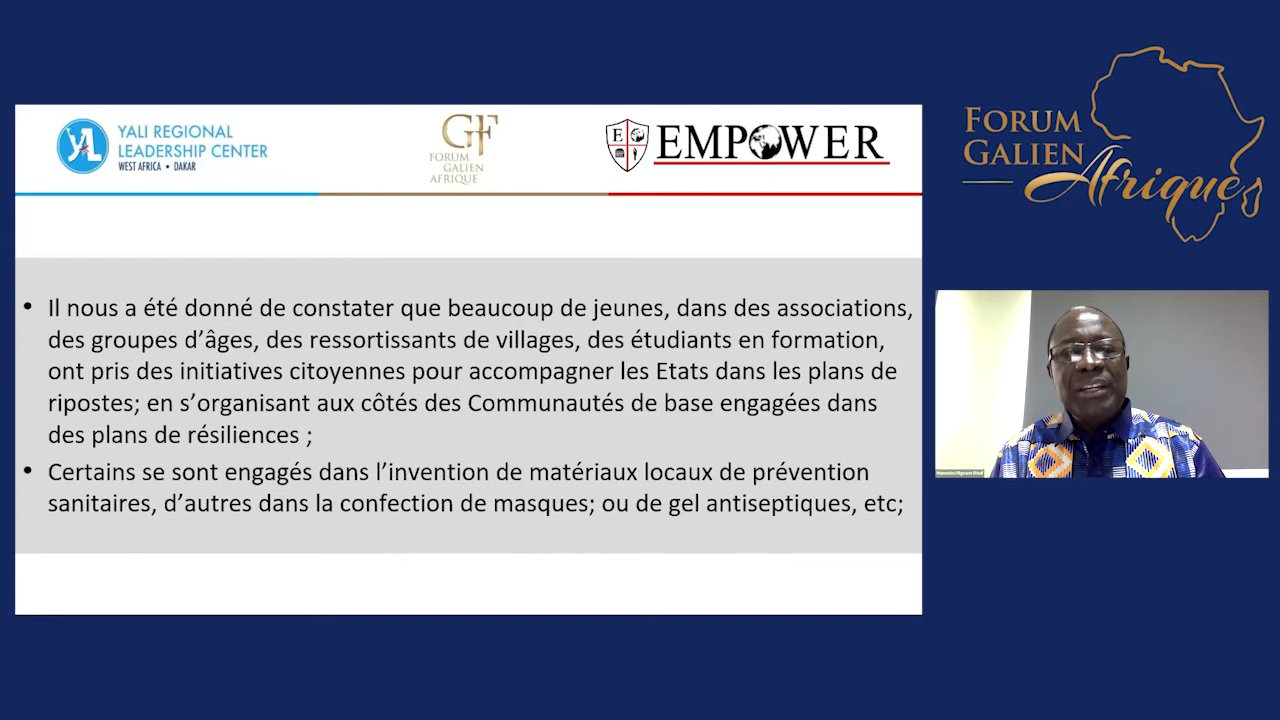 YALI REGIONAL
LEADERSHIP CENTER
WEST AFRICA • DAKAR
GF
FORUM
GALIEN
AFRIQUE
E
EMPOWER
FORUM
GALIEN
Afrique
• Il nous a été donné de constater que beaucoup de jeunes, dans des associations,
des groupes d’âges, des ressortissants de villages, des étudiants en formation,
ont pris des initiatives citoyennes pour accompagner les Etats dans les plans de
ripostes; en s’organisant aux côtés des Communautés de base engagées dans
des plans de résiliences ;
• Certains se sont engagés dans l’invention de matériaux locaux de prévention
sanitaires, d’autres dans la confection de masques; ou de gel antiseptiques, etc;